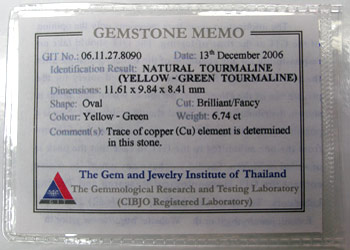 GEMSTONE MEMO
GIT No.: 06.11.27.8090 Date: 13th December 2006
Identification Result: NATURAL TOURMALINE
(YELLOW - GREEN TOURMALINE)
Dimensions: 11.61 x 9.84 x 8.41 mm
Shape: Oval Cut: Brilliant/Fancy
Colour: Yellow - Green Weight: 6.74 ct
Comment(s): Trace of copper (Cu) element is determined
in this stone.
The Gem and Jewelry Institute of Thailand
The Gemmological Research and Testing Laboratory
(CIBJO Registered Laboratory)